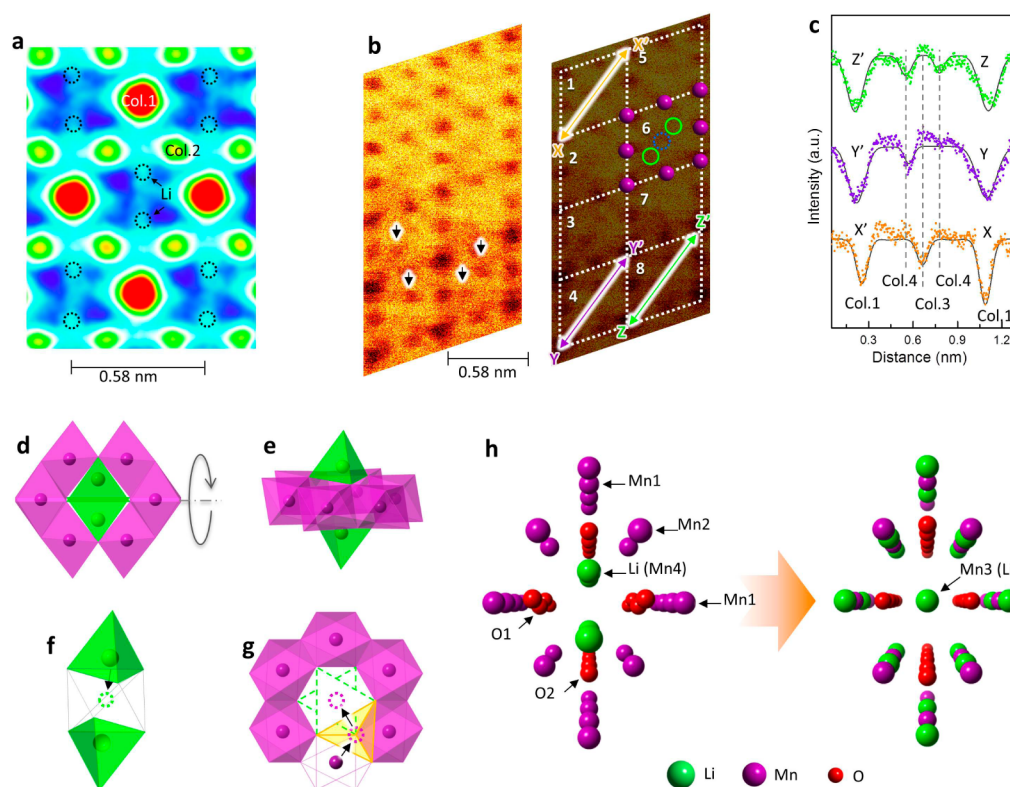 a
Col.1
Col.2
Li
0.58 nm
b
X'
5
1
6
X
2
7
3
Z'
Y'
8
4
Z
Y
0.58 nm
c
Z'
Z
Y'
Y
X'
X
Col.4
Col.4
Col.3
Col.1
Col.1
Intensity (a.u.)
0.3
0.6
0.9
1.2
Distance (nm)
d
e
f
g
h
Mn1
Mn2
Li (Mn4)
Mn1
O1
O2
Mn3 (L
Li
Mn
O